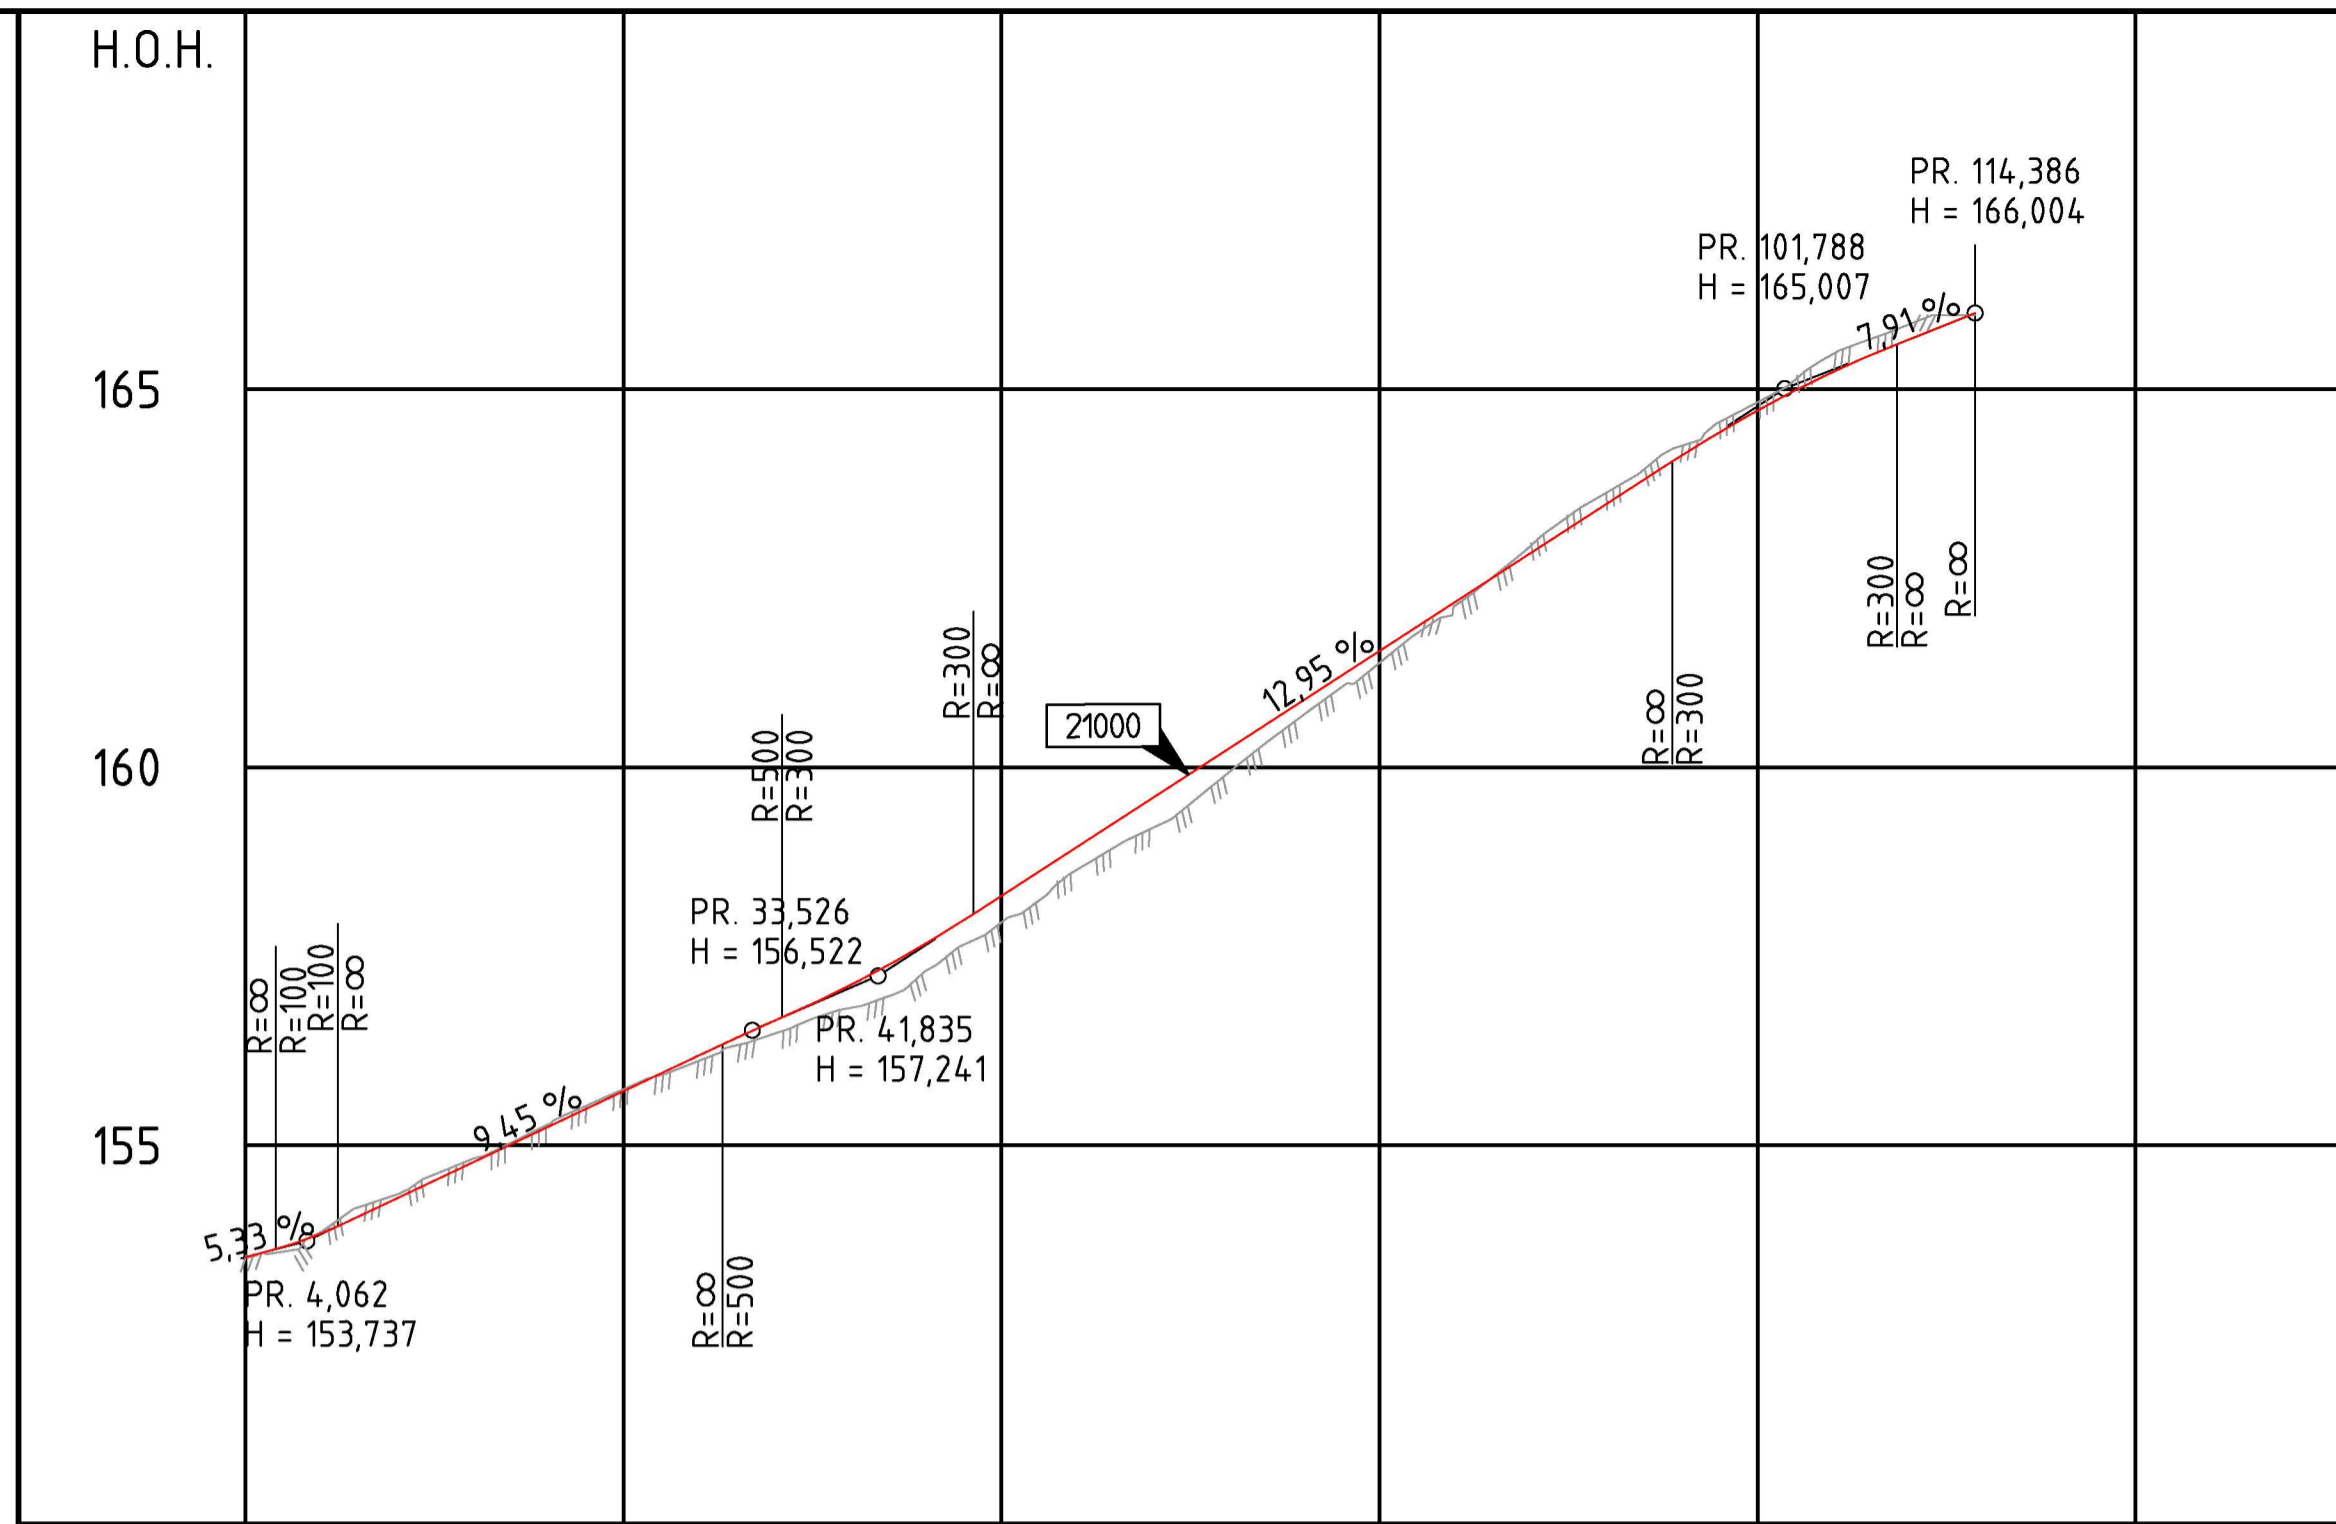 H.O.H.
PR. 114,386
H = 166,004
PR. 101,788
H = 165,007
7,91 %
165
R=300
R=∞
R=∞
R=300
R=∞
12,95 %
R=∞
R=300
21000
R=500
R=300
160
PR. 33,526
H = 156,522
R=∞
R=100
R=100
R=∞
PR. 41,835
H = 157,241
9,45 %
155
5,33 %
PR. 4,062
H = 153,737
R=∞
R=500